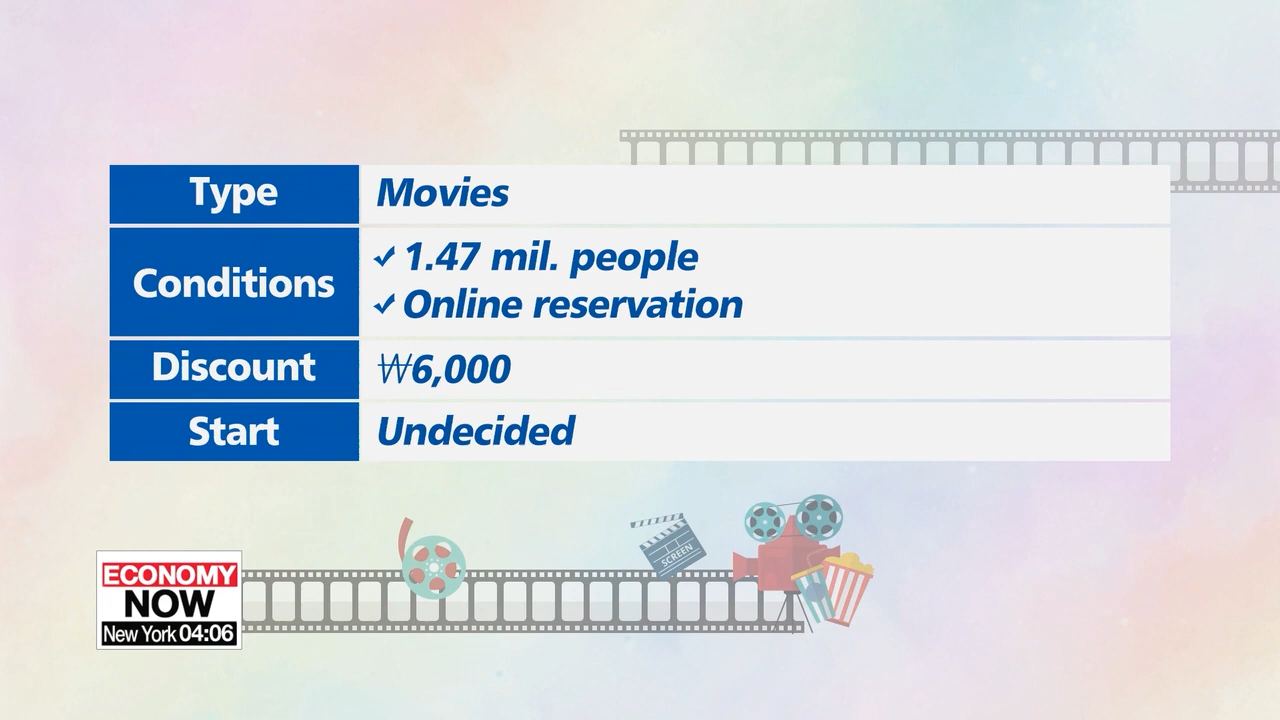 Type
Movies
Conditions
✓ 1.47 mil. people
✓ Online reservation
Discount
₩6,000
Start
Undecided
SCREEN
ECONOMY
NOW
New York 04:06